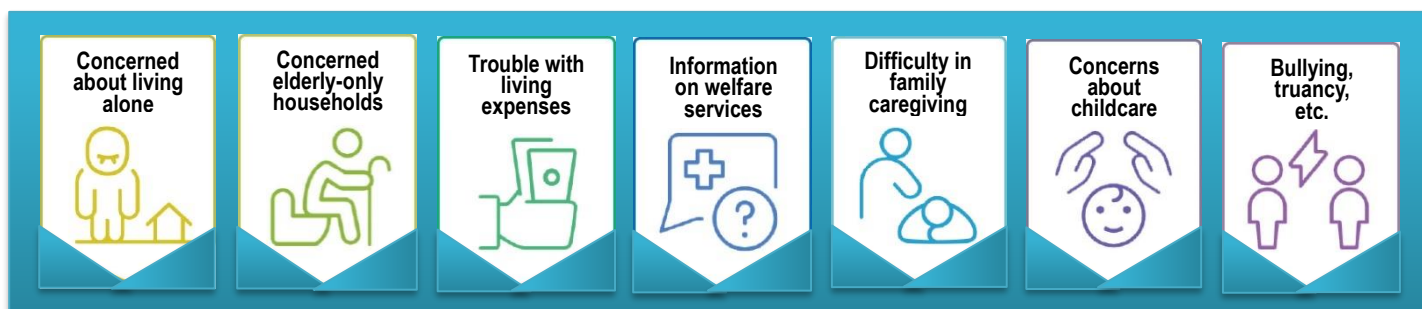 Concerned
about living
alone
Concerned
elderly-only
households
Trouble with
living
expenses
Information
on welfare
services
Difficulty in
family
caregiving
Concerns
about
childcare
Bullying,
truancy,
etc.
?